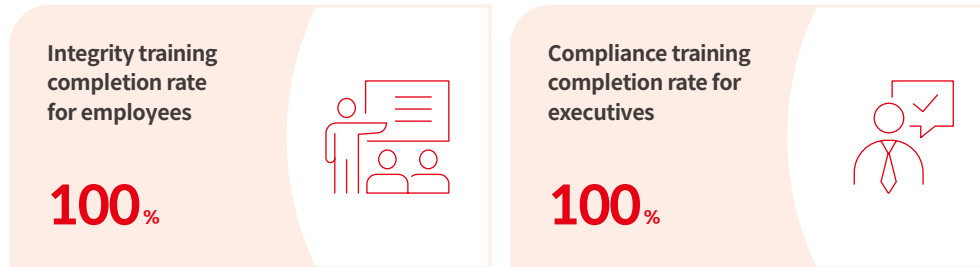 Integrity training
completion rate
for employees
100%
Compliance training
completion rate for
executives
100%